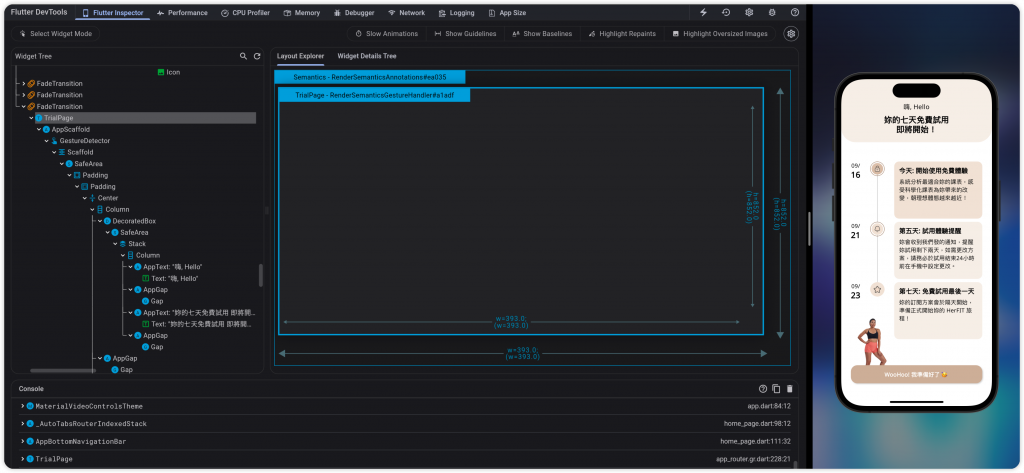 Flutter DevTools
Flutter Inspector
Performance
CPU Profiler
Memory
Debugger
Network
Logging
App Size
Select Widget Mode
Slow Animations
Show Guidelines
Show Baselines
Highlight Repaints
Highlight Oversized Images
Widget Tree
Icon
FadeTransition
FadeTransition
FadeTransition
TrialPage
AppScaffold
GestureDetector
Scaffold
SafeArea
Padding
Padding
Center
Column
DecoratedBox
SafeArea
Stack
Column
AppText: "嗨, Hello"
Text: "嗨, Hello"
AppGap
Gap
AppText: "妳的七天免費試用 即將開...
Text: "妳的七天免費試用 即將開...
AppGap
Gap
AppGap
Gap
Layout Explorer
Widget Details Tree
Semantics - RenderSemanticsAnnotations#ea035
TrialPage - RenderSemanticsGestureHandler#a1adf
h=852.0
(h=852.0)
h=852.0
(h=852.0)
w=393.0;
(w=393.0)
w=393.0
(w=393.0)
Console
MaterialVideoControlsTheme
app.dart:84:12
_AutoTabsRouterIndexedStack
home_page.dart:98:12
AppBottomNavigationBar
home_page.dart:111:32
TrialPage
app_router.gr.dart:228:21
嗨, Hello
妳的七天免費試用
即將開始！
09/
16
今天: 開始使用免費體驗
系統分析最適合妳的課表，感
受科學化課表為妳帶來的改
變，朝理想體態越來越近！
09/
21
第五天: 試用體驗提醒
妳會收到我們發的通知，提醒
妳試用剩下兩天，如需更改方
案，請務必於試用結束24小時
前在手機中設定更改。
09/
23
第七天: 免費試用最後一天
妳的訂閱方案會於隔天開始，
準備正式開始妳的 HerFIT 旅
程！
WooHoo! 我準備好了